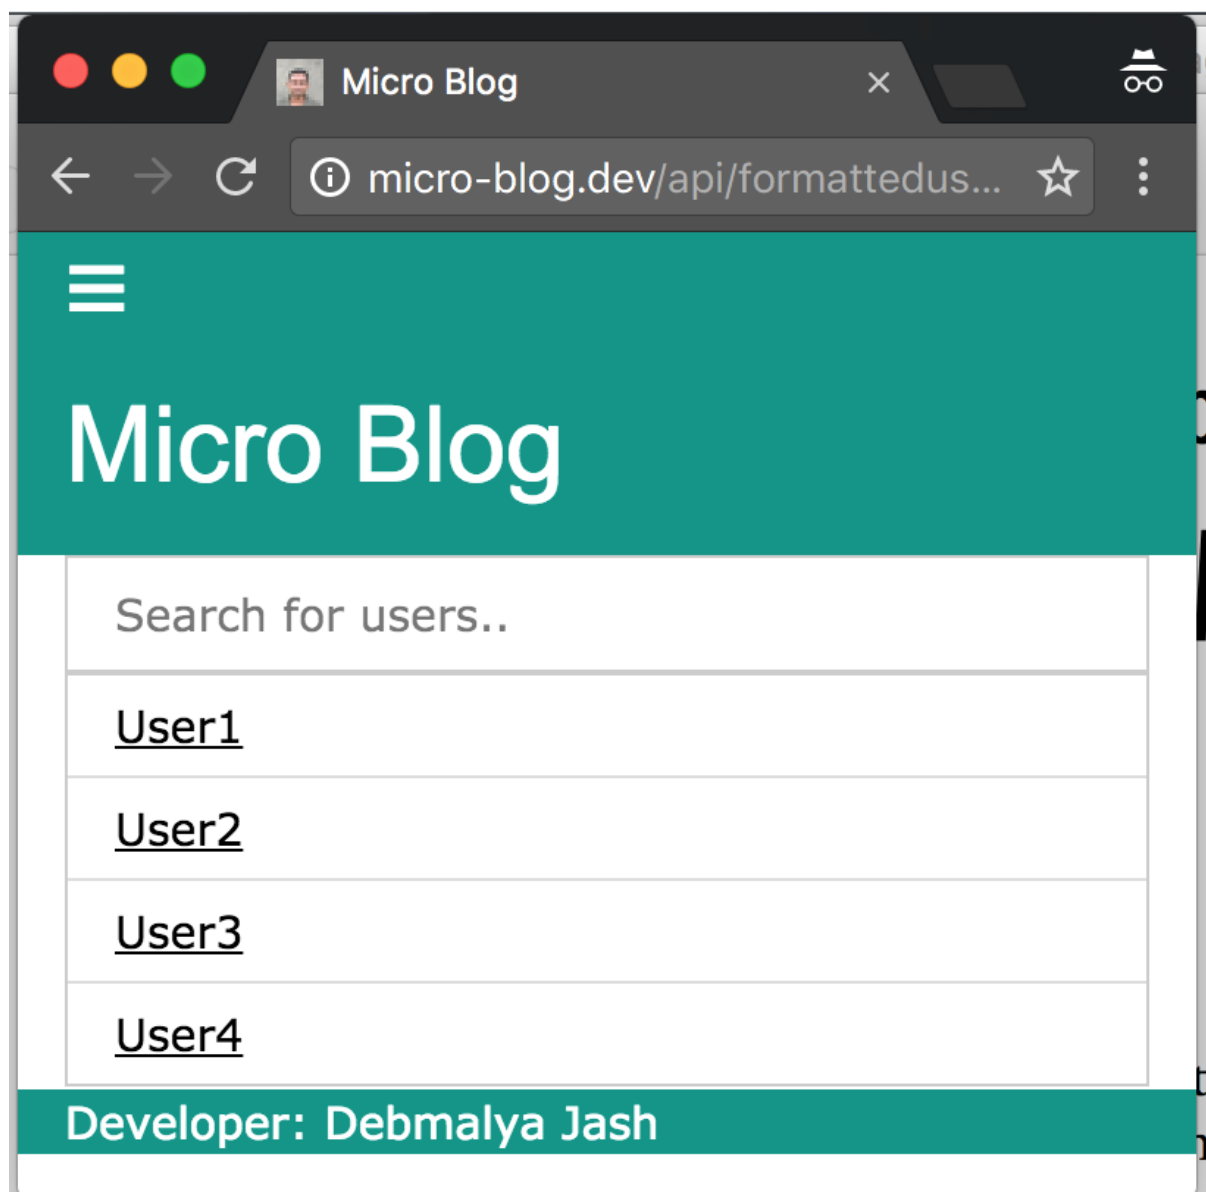 Micro Blog
micro-blog.dev/api/formattedus...
Micro Blog
Search for users..
User1
User2
User3
User4
Developer: Debmalya Jash